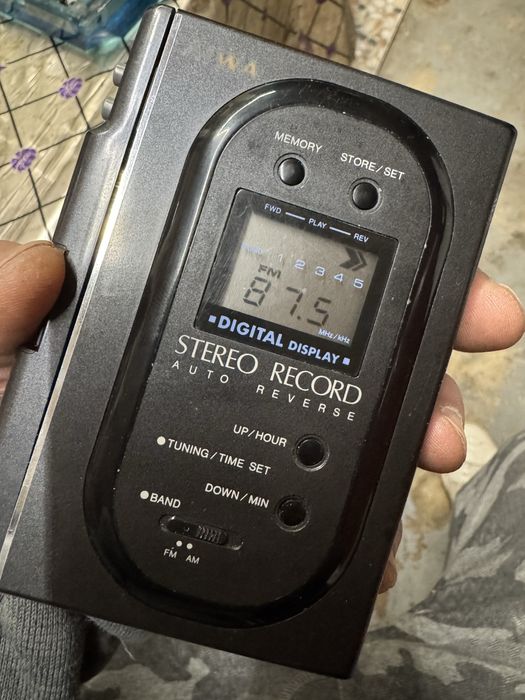 AIWA
MEMORY
STORE/SET
FWD PLAY REV
1 2 3 4 5
FM
87.5
MHz/kHz
DIGITAL DISPLAY
STEREO RECORD
AUTO REVERSE
UP/HOUR
TUNING/TIME SET
DOWN/MIN
BAND
FM AM